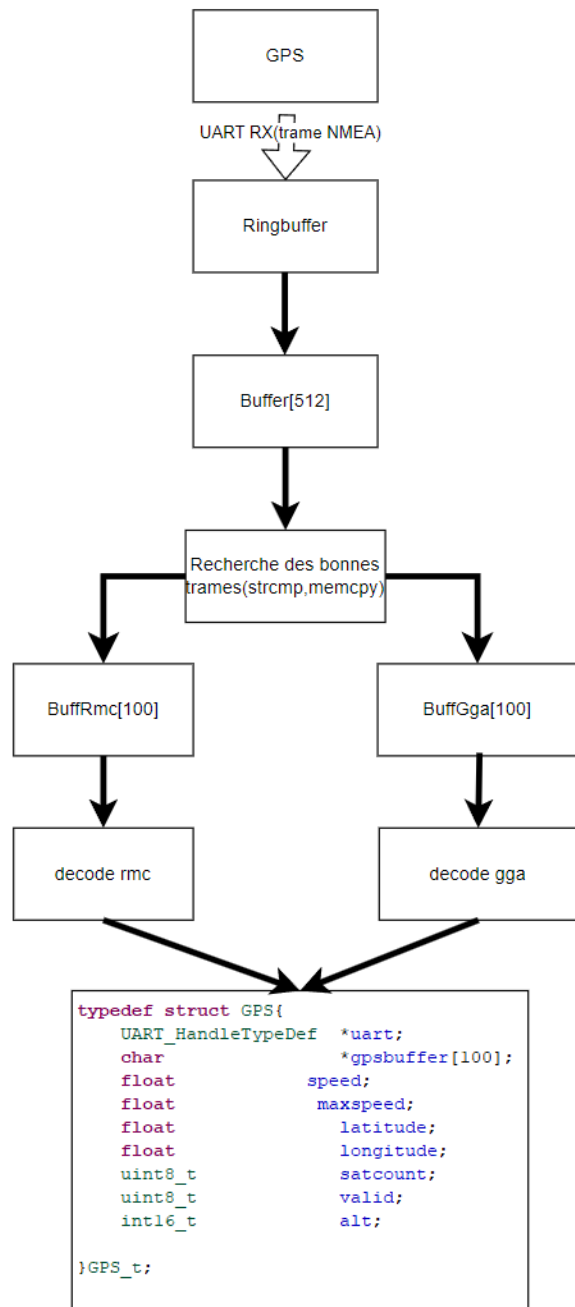 GPS
UART RX(trame NMEA)
Ringbuffer
Buffer[512]
Recherche des bonnes
trames(strcmp,memcpy)
BuffRmc[100]
BuffGga[100]
decode rmc
decode gga
typedef struct GPS{
UART_HandleTypeDef *uart;
char *gpsbuffer[100];
float speed;
float maxspeed;
float latitude;
float longitude;
uint8_t satcount;
uint8_t valid;
int16_t alt;
}GPS_t;